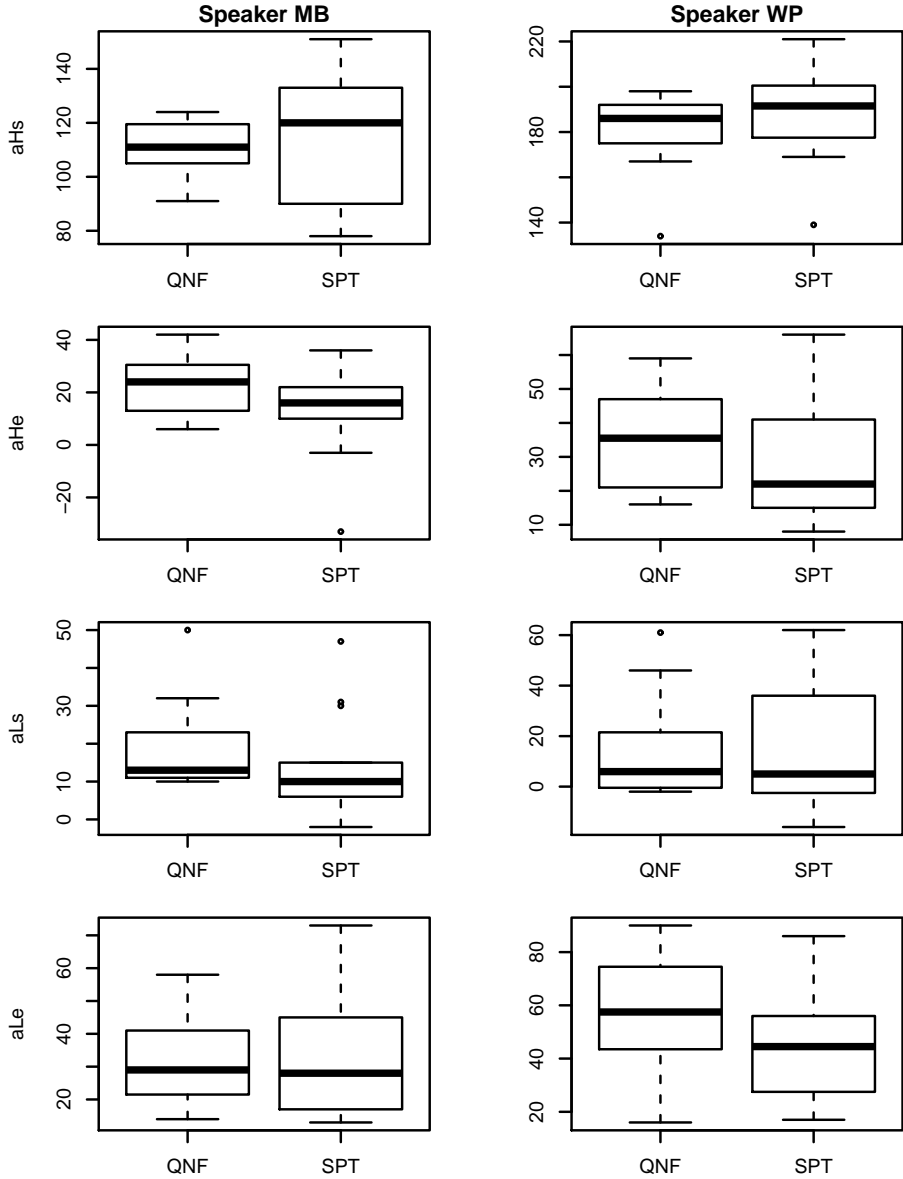 Speaker MB Speaker WP
aHs
80 100 120 140
QNF SPT
140 180 220
QNF SPT
aHe
−20 0 20 40
QNF SPT
10 30 50
QNF SPT
aLs
0 10 30 50
QNF SPT
0 20 40 60
QNF SPT
aLe
20 40 60
QNF SPT
20 40 60 80
QNF SPT